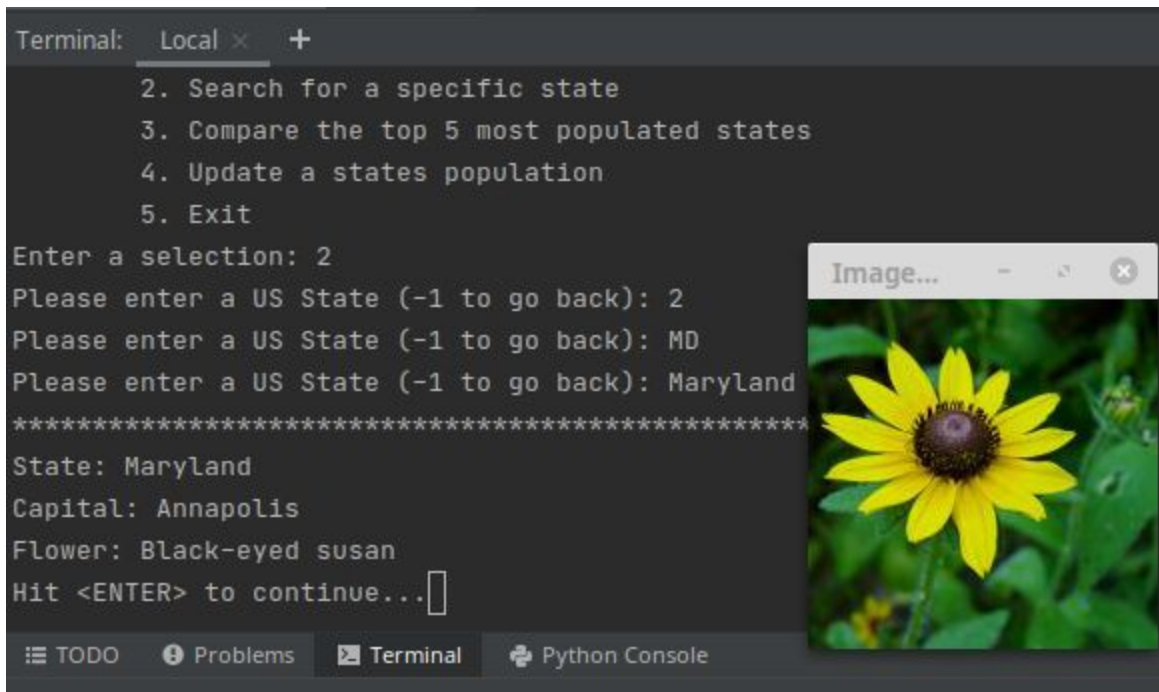 Terminal: Local × +
2. Search for a specific state
3. Compare the top 5 most populated states
4. Update a states population
5. Exit
Enter a selection: 2
Please enter a US State (-1 to go back): 2
Please enter a US State (-1 to go back): MD
Please enter a US State (-1 to go back): Maryland
**************************************************
State: Maryland
Capital: Annapolis
Flower: Black-eyed susan
Hit <ENTER> to continue...
Image...
TODO Problems Terminal Python Console